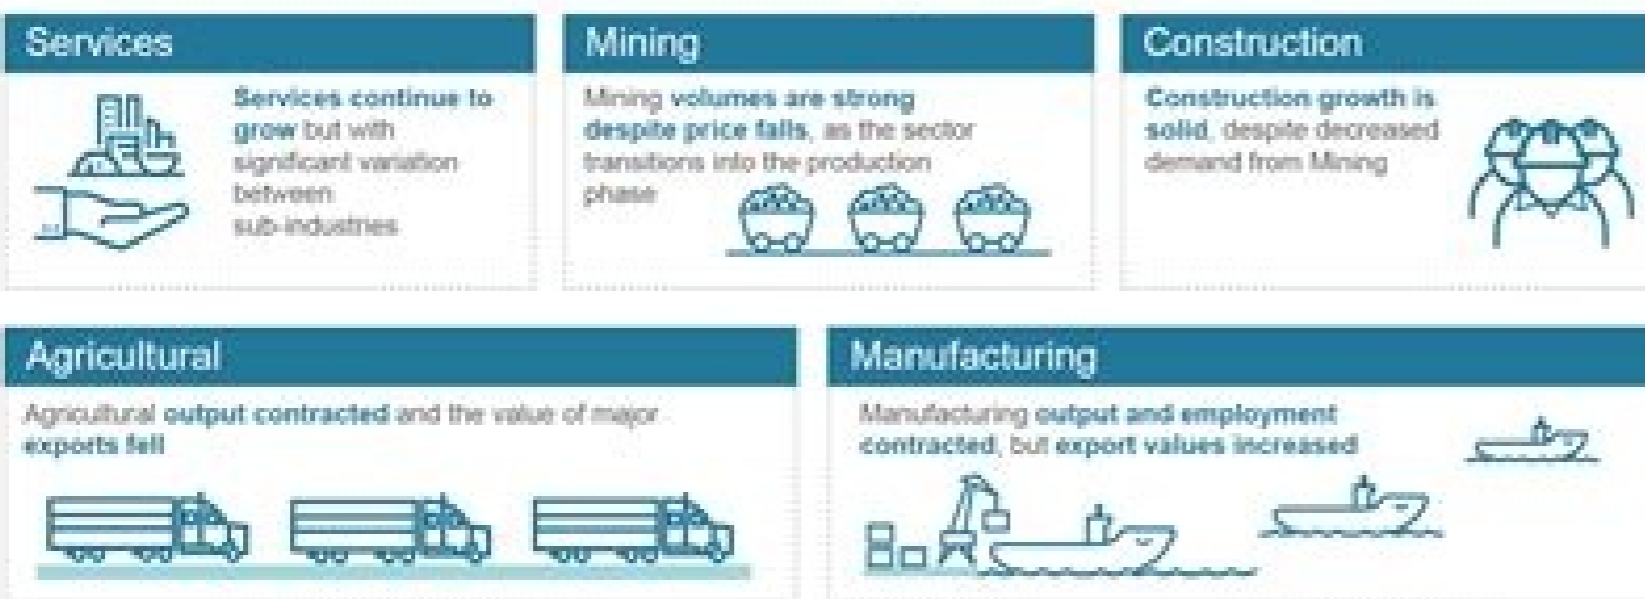 Services
Services continue to
grow but with
significant variation
between
sub-industries
Mining
Mining volumes are strong
despite price falls, as the sector
transitions into the production
phase
Construction
Construction growth is
solid, despite decreased
demand from Mining
Agricultural
Agricultural output contracted and the value of major
exports fell
Manufacturing
Manufacturing output and employment
contracted, but export values increased